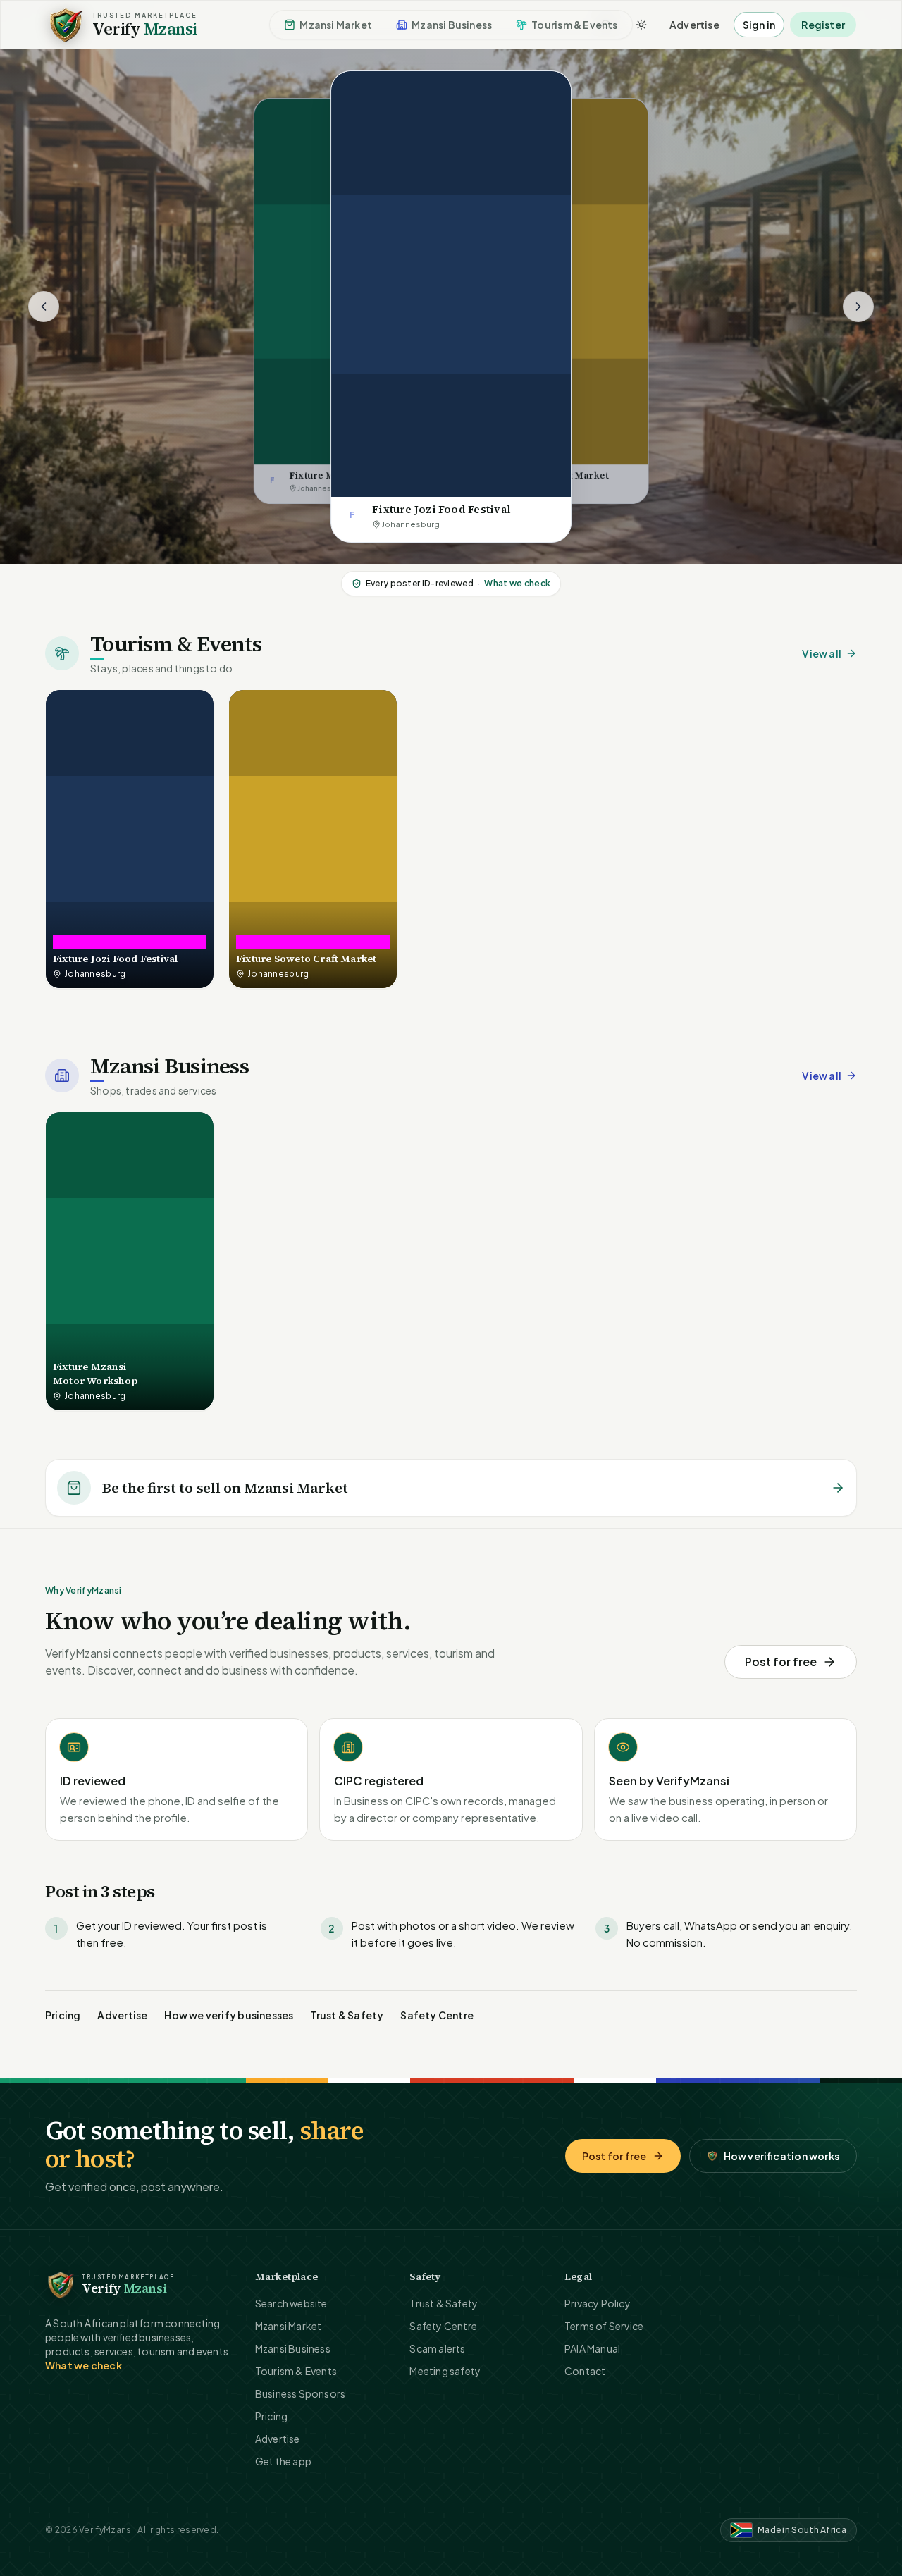 TRUSTED MARKETPLACE
Verify Mzansi
Mzansi Market
Mzansi Business
Tourism & Events
Advertise
Sign in
Register
F
Fixture
Johannes
Market
F
Fixture Jozi Food Festival
Johannesburg
Every poster ID-reviewed · What we check
Tourism & Events
Stays, places and things to do
View all
Fixture Jozi Food Festival
Johannesburg
Fixture Soweto Craft Market
Johannesburg
Mzansi Business
Shops, trades and services
View all
Fixture Mzansi
Motor Workshop
Johannesburg
Be the first to sell on Mzansi Market
Why VerifyMzansi
Know who you’re dealing with.
VerifyMzansi connects people with verified businesses, products, services, tourism and
events. Discover, connect and do business with confidence.
Post for free
ID reviewed
We reviewed the phone, ID and selfie of the
person behind the profile.
CIPC registered
In Business on CIPC's own records, managed
by a director or company representative.
Seen by VerifyMzansi
We saw the business operating, in person or
on a live video call.
Post in 3 steps
1
Get your ID reviewed. Your first post is
then free.
2
Post with photos or a short video. We review
it before it goes live.
3
Buyers call, WhatsApp or send you an enquiry.
No commission.
Pricing
Advertise
How we verify businesses
Trust & Safety
Safety Centre
Got something to sell, share
or host?
Get verified once, post anywhere.
Post for free
How verification works
TRUSTED MARKETPLACE
Verify Mzansi
A South African platform connecting
people with verified businesses,
products, services, tourism and events.
What we check
Marketplace
Search website
Mzansi Market
Mzansi Business
Tourism & Events
Business Sponsors
Pricing
Advertise
Get the app
Safety
Trust & Safety
Safety Centre
Scam alerts
Meeting safety
Legal
Privacy Policy
Terms of Service
PAIA Manual
Contact
© 2026 VerifyMzansi. All rights reserved.
Made in South Africa